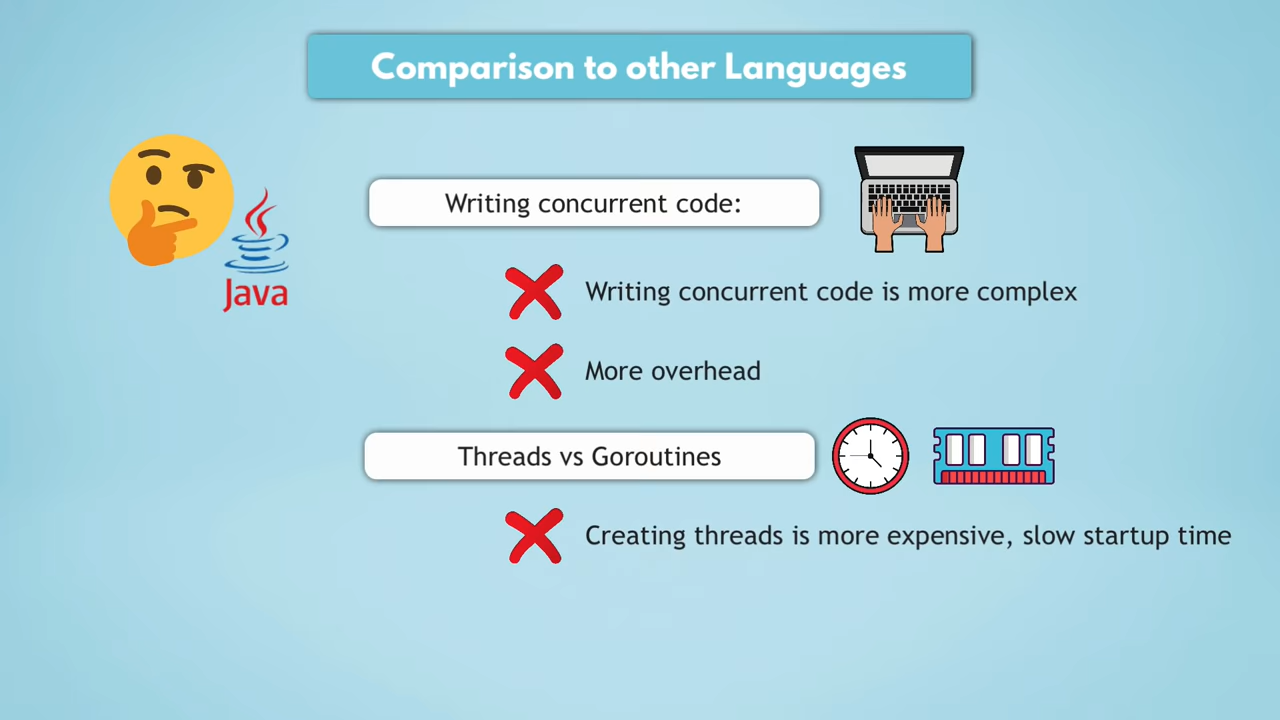 Comparison to other Languages
Java
Writing concurrent code:
Writing concurrent code is more complex
More overhead
Threads vs Goroutines
Creating threads is more expensive, slow startup time